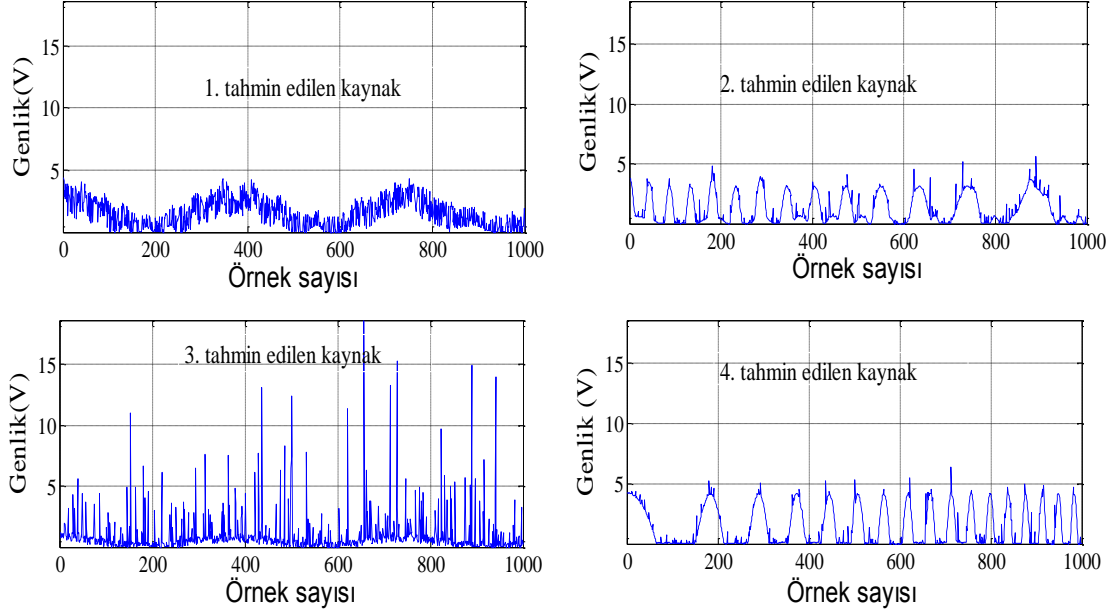 15
10
5
Genlik(V)
1. tahmin edilen kaynak
0 200 400 600 800 1000
Örnek sayısı
15
10
5
0
Genlik(V)
2. tahmin edilen kaynak
0 200 400 600 800 1000
Örnek sayısı
15
10
5
Genlik(V)
3. tahmin edilen kaynak
0 200 400 600 800 1000
Örnek sayısı
15
10
5
0
Genlik (V)
4. tahmin edilen kaynak
0 200 400 600 800 1000
Örnek sayısı